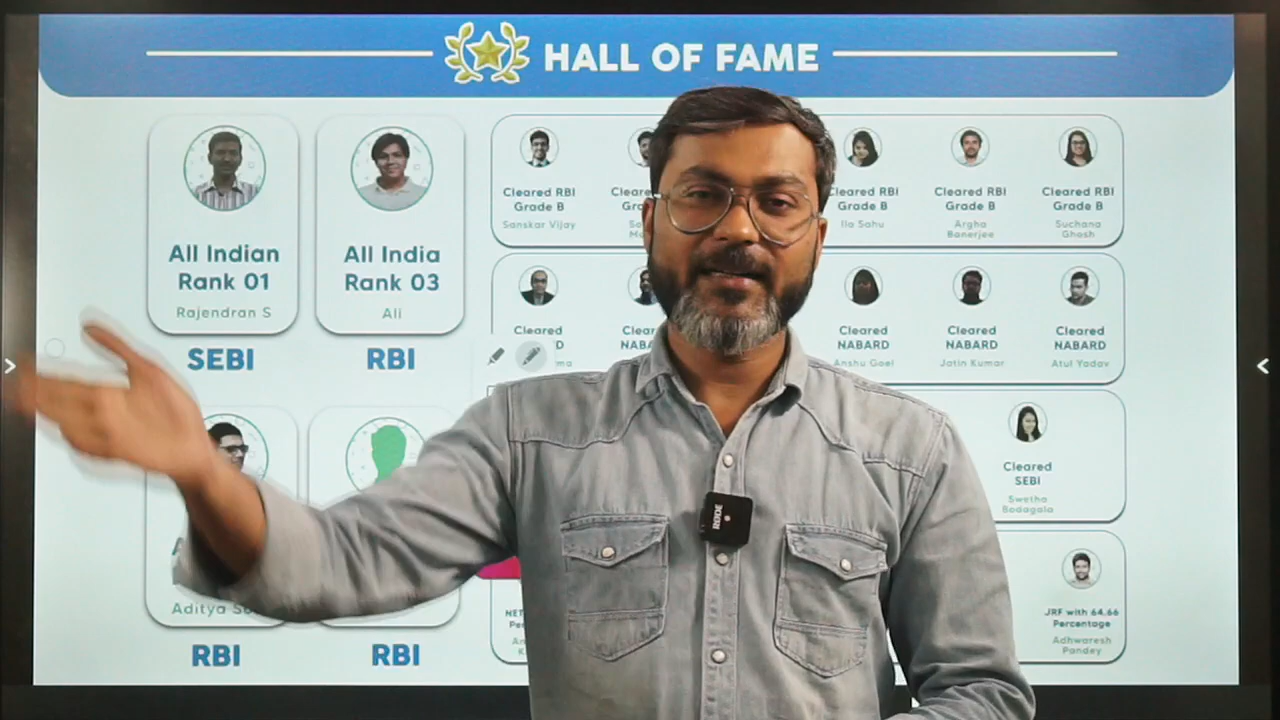 HALL OF FAME
All Indian
Rank 01
Rajendran S
SEBI
All India
Rank 03
Ali
RBI
Cleared RBI
Grade B
Sanskar Vijay
Cleared RBI
Grade B
Ila Sahu
Cleared RBI
Grade B
Argha
Banerjee
Cleared RBI
Grade B
Suchana
Ghosh
Cleared
Cleared
NABARD
Anshu Goel
Cleared
NABARD
Jatin Kumar
Cleared
NABARD
Atul Yadav
Cleared
SEBI
Swetha
Bodagala
Aditya
RBI
RBI
NET
JRF with 64.66
Percentage
Adhwaresh
Pandey
RODE